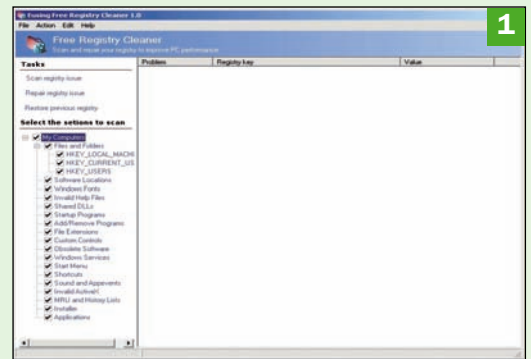 Eusing Free Registry Cleaner 1.0
1
File Action Edit Help
Free Registry Cleaner
Scan and repair your registry to improve PC performance
Tasks
Problem Registry key Value
Scan registry issue
Repair registry issue
Restore previous registry
Select the setions to scan
My Computers
Files and Folders
HKEY_LOCAL_MACHI
HKEY_CURRENT_US
HKEY_USERS
Software Locations
Windows Fonts
Invalid Help Files
Shared DLLs
Startup Programs
Add/Remove Programs
File Extensions
Custom Controls
Obsolete Software
Windows Services
Start Menu
Shortcuts
Sound and Appevents
Invalid ActiveX
MRU and History Lists
Installer
Applications